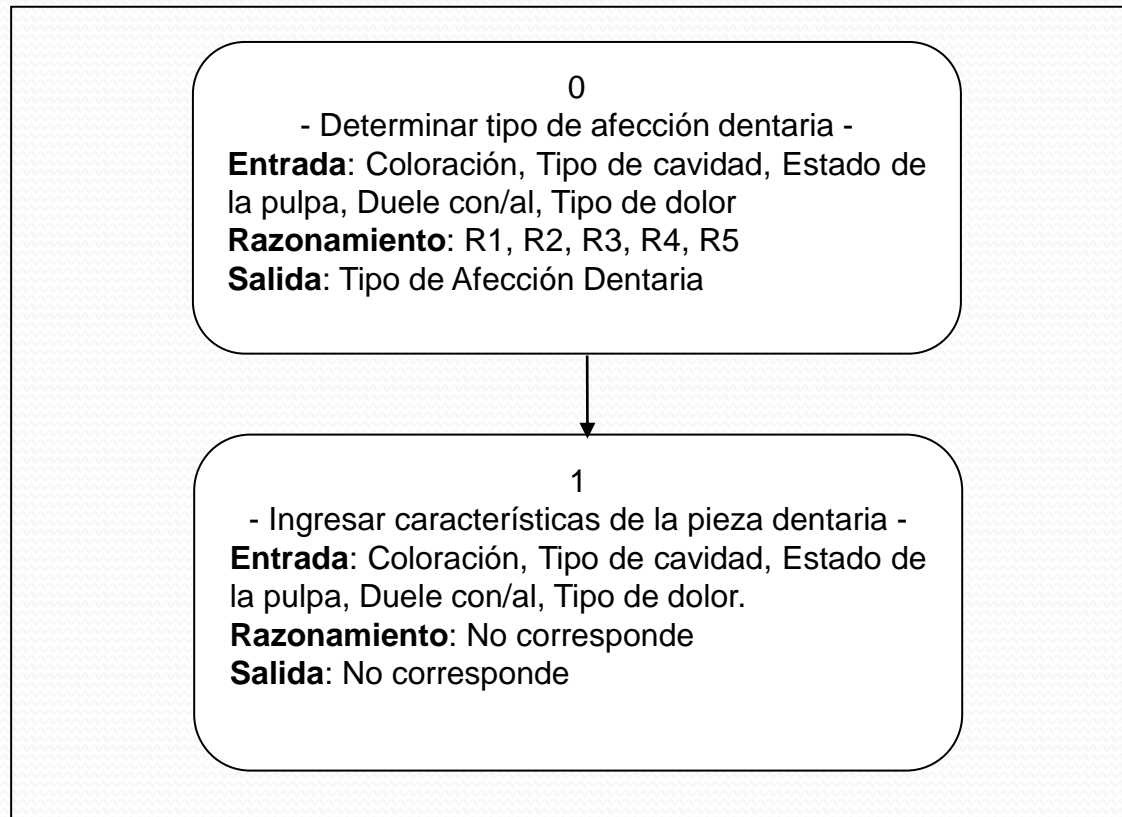 0
- Determinar tipo de afección dentaria -
Entrada: Coloración, Tipo de cavidad, Estado de
la pulpa, Duele con/al, Tipo de dolor
Razonamiento: R1, R2, R3, R4, R5
Salida: Tipo de Afección Dentaria
1
- Ingresar características de la pieza dentaria -
Entrada: Coloración, Tipo de cavidad, Estado de
la pulpa, Duele con/al, Tipo de dolor.
Razonamiento: No corresponde
Salida: No corresponde